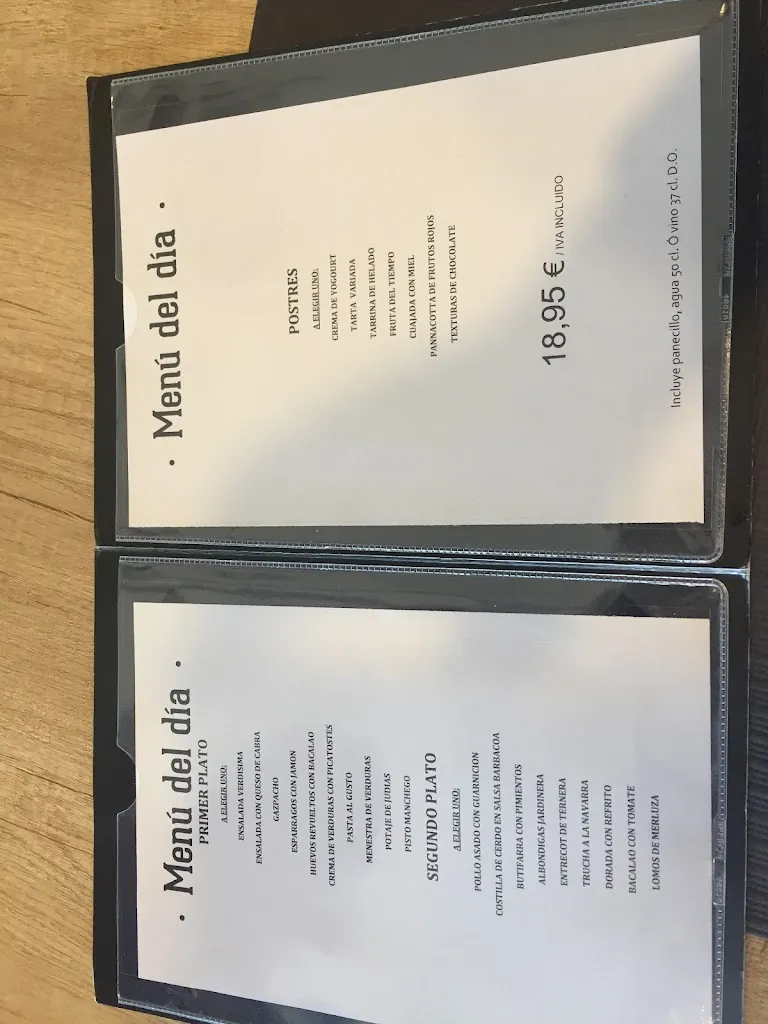 · Menú del día ·
PRIMER PLATO
A ELEGIR UNO:
ENSALADA VERDISIMA
ENSALADA CON QUESO DE CABRA
GAZPACHO
ESPARRAGOS CON JAMON
HUEVOS REVUELTOS CON BACALAO
CREMA DE VERDURAS CON PICATOSTES
PASTA AL GUSTO
MENESTRA DE VERDURAS
POTAJE DE JUDIAS
PISTO MANCHEGO
SEGUNDO PLATO
A ELEGIR UNO:
POLLO ASADO CON GUARNICION
COSTILLA DE CERDO EN SALSA BARBACOA
BUTIFARRA CON PIMIENTOS
ALBONDIGAS JARDINERA
ENTRECOT DE TERNERA
TRUCHA A LA NAVARRA
DORADA CON REFRITO
BACALAO CON TOMATE
LOMOS DE MERLUZA
· Menú del día ·
POSTRES
A ELEGIR UNO:
CREMA DE YOGOURT
TARTA VARIADA
TARRINA DE HELADO
FRUTA DEL TIEMPO
CUAJADA CON MIEL
PANNACOTTA DE FRUTOS ROJOS
TEXTURAS DE CHOCOLATE
18,95 € / IVA INCLUIDO
Incluye panecillo, agua 50 cl. Ó vino 37 cl. D.O.